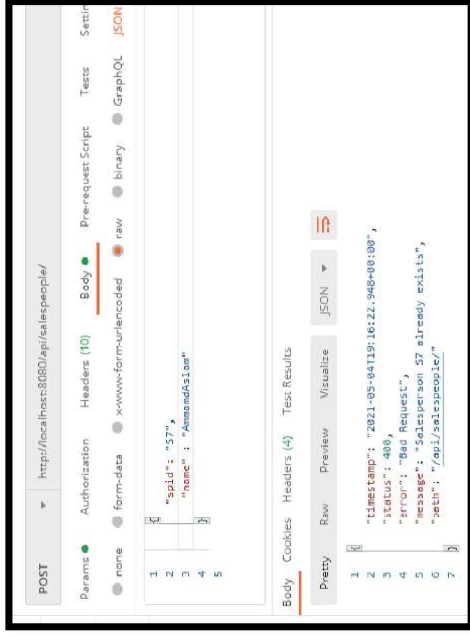 POST http://localhost:8080/api/salespeople/
Params Authorization Headers (10) Body Pre-request Script Tests Settin
none form-data x-www-form-urlencoded raw binary GraphQL JSON
1 {
2 "spid": "S7",
3 "name" : "AmmamdAslam"
4 }
5
Body Cookies Headers (4) Test Results
Pretty Raw Preview Visualize JSON
1 {
2 "timestamp": "2021-05-04T19:16:22.948+00:00",
3 "status": 400,
4 "error": "Bad Request",
5 "message": "Salesperson S7 already exists",
6 "path": "/api/salespeople/"
7 }